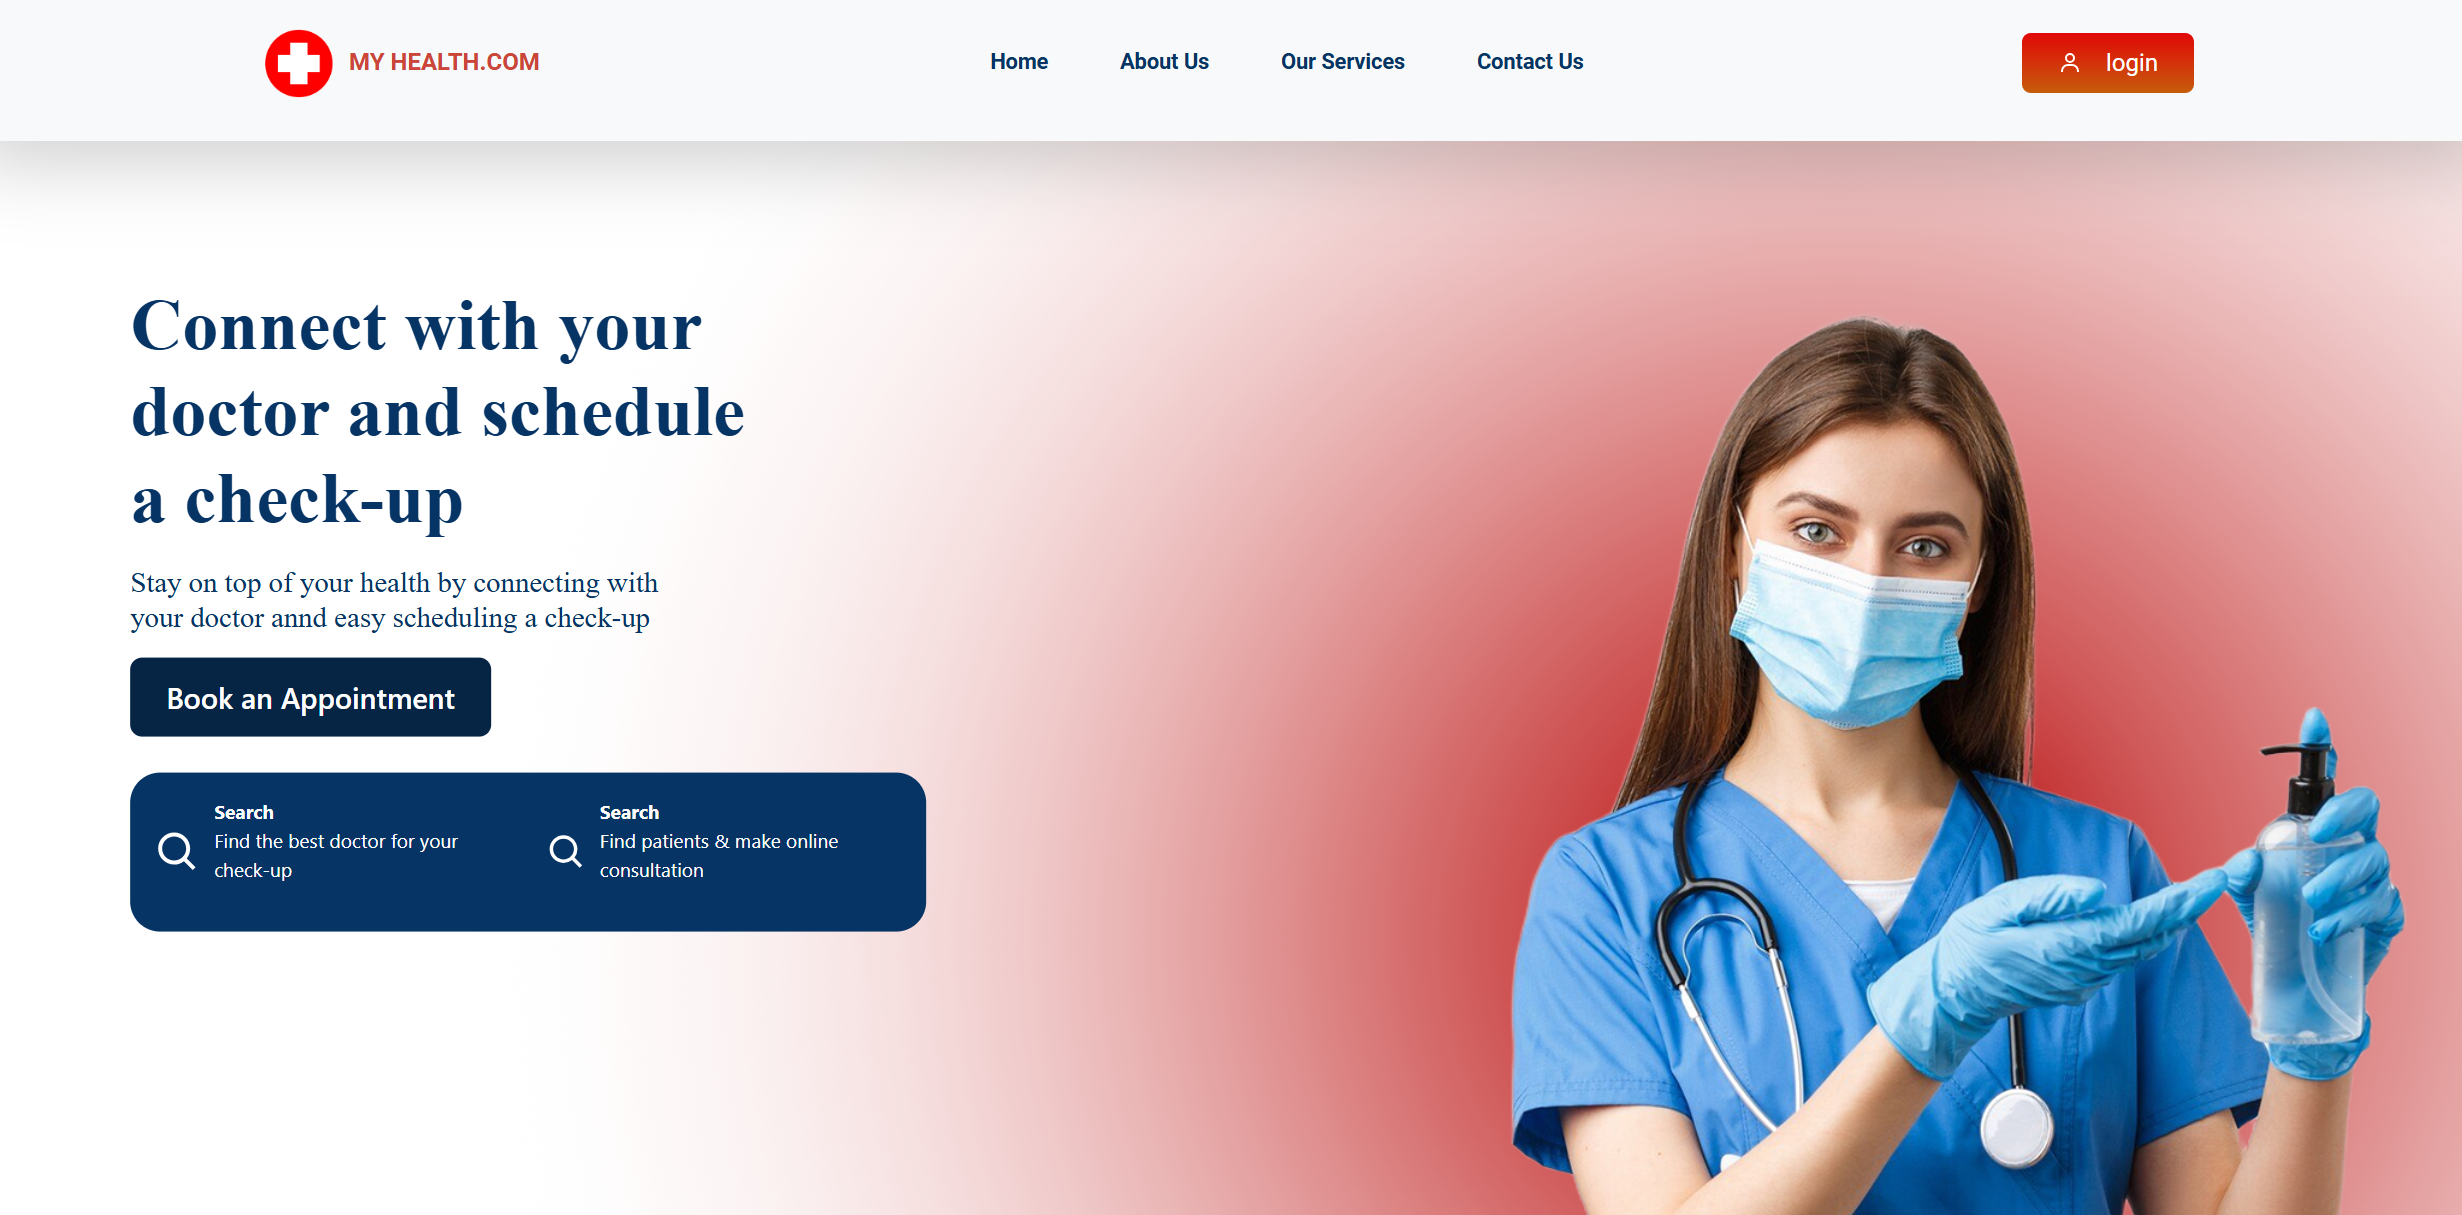 MY HEALTH.COM
Home
About Us
Our Services
Contact Us
login
Connect with your
doctor and schedule
a check-up
Stay on top of your health by connecting with
your doctor annd easy scheduling a check-up
Book an Appointment
Search
Find the best doctor for your
check-up
Search
Find patients & make online
consultation